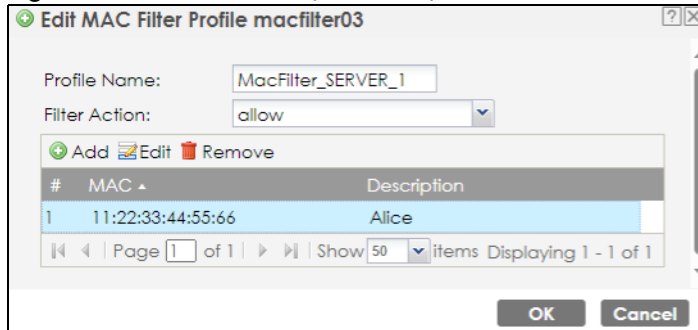 Edit MAC Filter Profile macfilter03
Profile Name: MacFilter_SERVER_1
Filter Action: allow
Add Edit Remove
# MAC Description
1 11:22:33:44:55:66 Alice
Page 1 of 1 Show 50 items Displaying 1 - 1 of 1
OK Cancel